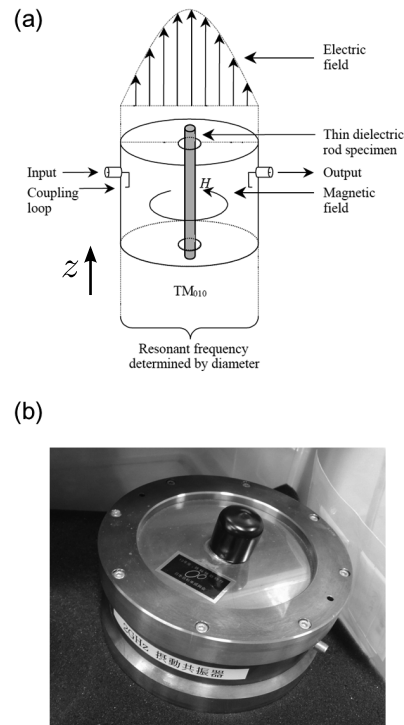 (a)
Electric
field
Thin dielectric
rod specimen
Input
Output
Coupling
loop
H
Magnetic
field
z
TM010
Resonant frequency
determined by diameter
(b)
2GHz 摂動共振器